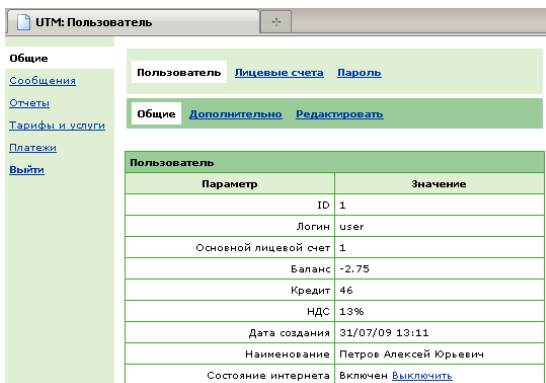 UTM: Пользователь
Общие
Сообщения
Отчеты
Тарифы и услуги
Платежи
Выйти
Пользователь Лицевые счета Пароль
Общие Дополнительно Редактировать
Пользователь
Параметр Значение
ID 1
Логин user
Основной лицевой счет 1
Баланс -2.75
Кредит 46
НДС 13%
Дата создания 31/07/09 13:11
Наименование Петров Алексей Юрьевич
Состояние интернета Включен Выключить